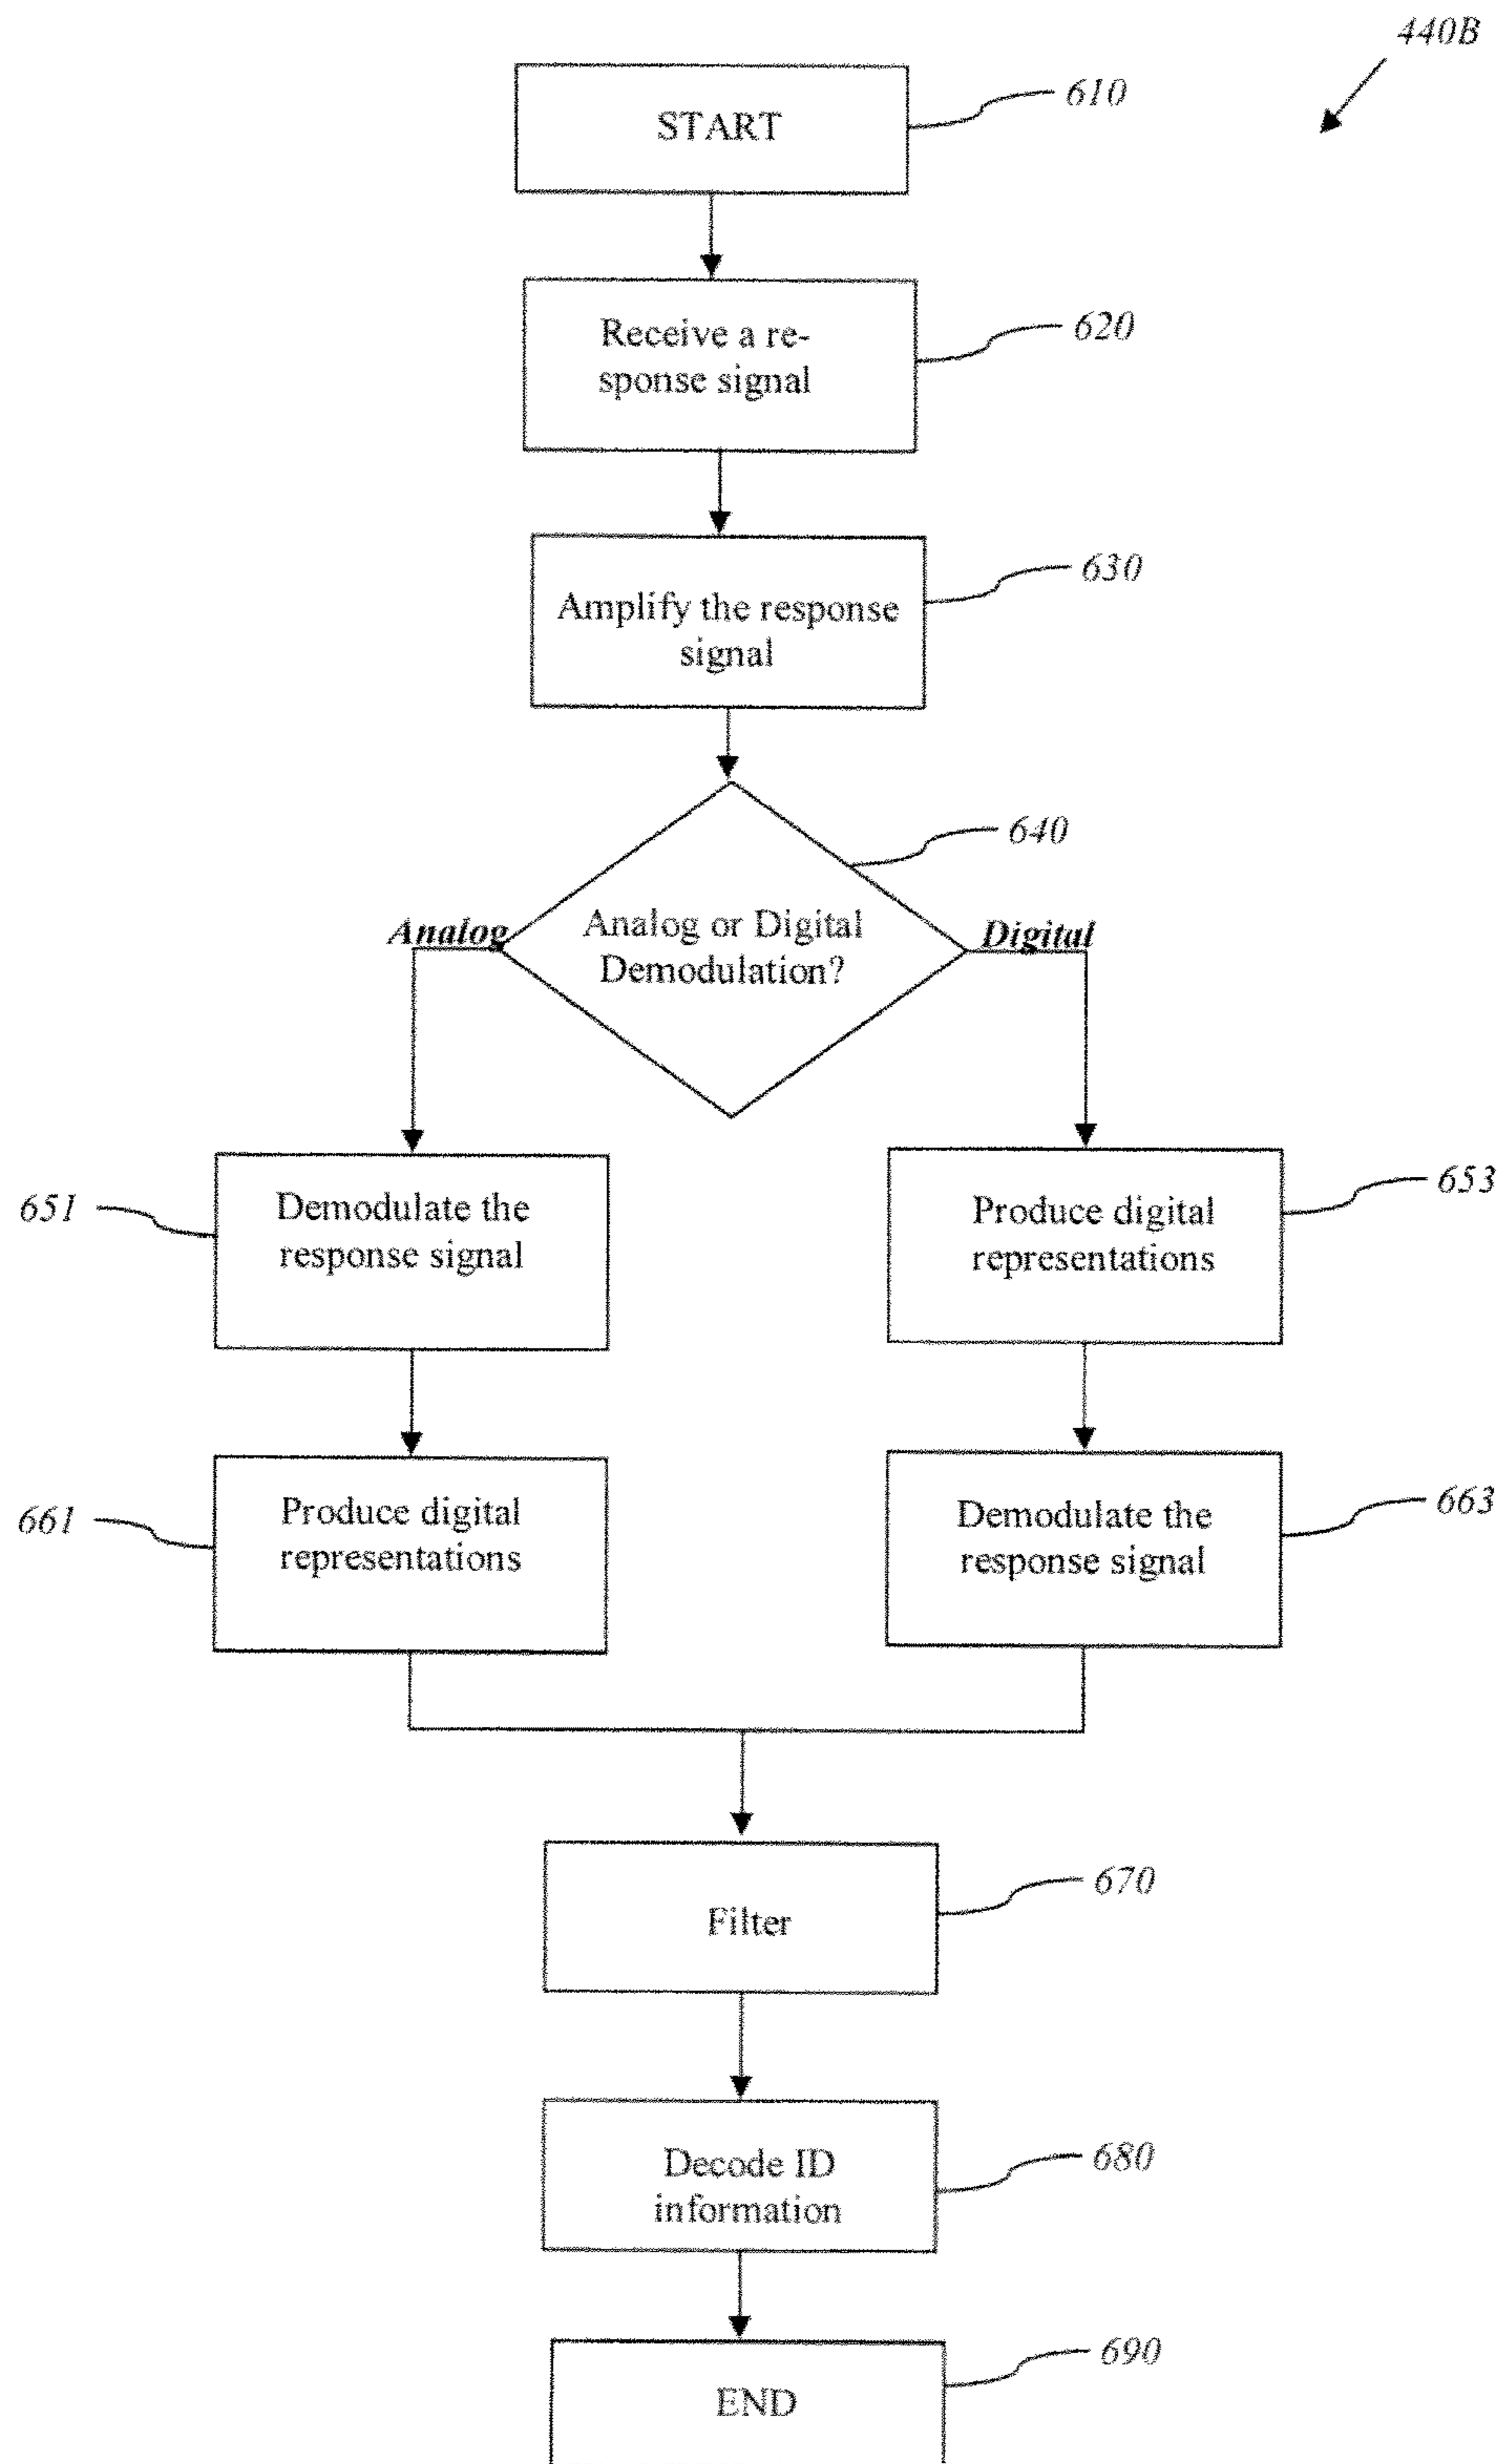 440B
START
610
Receive a re-
sponse signal
620
Amplify the response
signal
630
640
Analog or Digital
Demodulation?
Analog
Digital
651
Demodulate the
response signal
Produce digital
representations
653
661
Produce digital
representations
Demodulate the
response signal
663
Filter
670
Decode ID
information
680
END
690